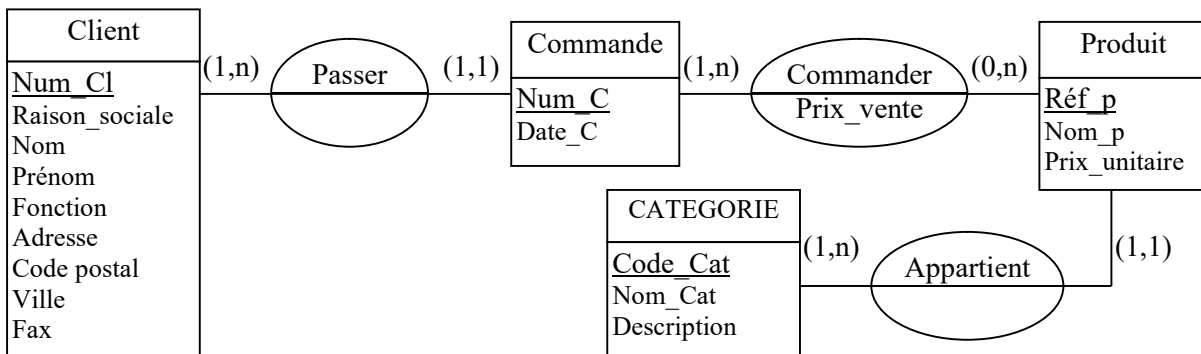 Client
Num_Cl
Raison_sociale
Nom
Prénom
Fonction
Adresse
Code postal
Ville
Fax
(1,n)
Passer
(1,1)
Commande
Num_C
Date_C
(1,n)
Commander
Prix_vente
(0,n)
Produit
Réf_p
Nom_p
Prix_unitaire
CATEGORIE
Code_Cat
Nom_Cat
Description
(1,n)
Appartient
(1,1)